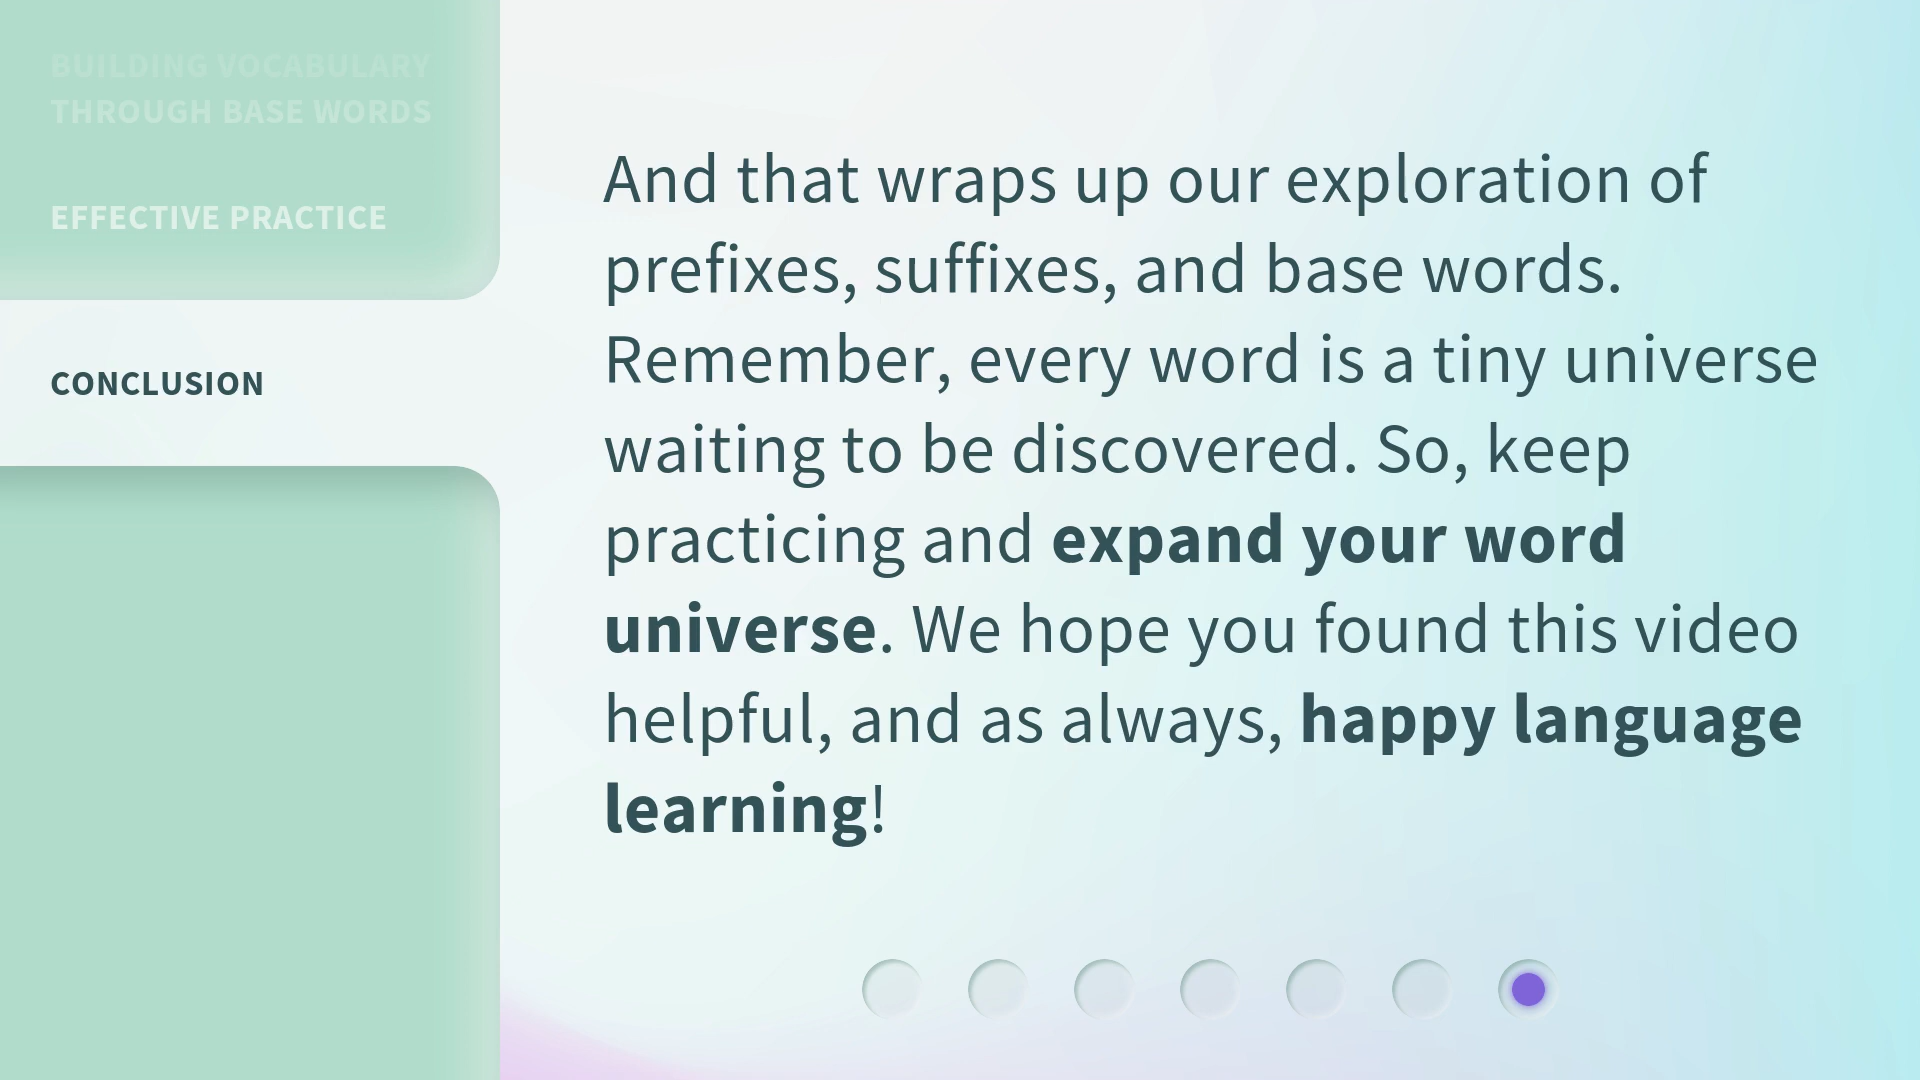 BUILDING VOCABULARY
THROUGH BASE WORDS
EFFECTIVE PRACTICE
CONCLUSION
And that wraps up our exploration of
prefixes, suffixes, and base words.
Remember, every word is a tiny universe
waiting to be discovered. So, keep
practicing and expand your word
universe. We hope you found this video
helpful, and as always, happy language
learning!